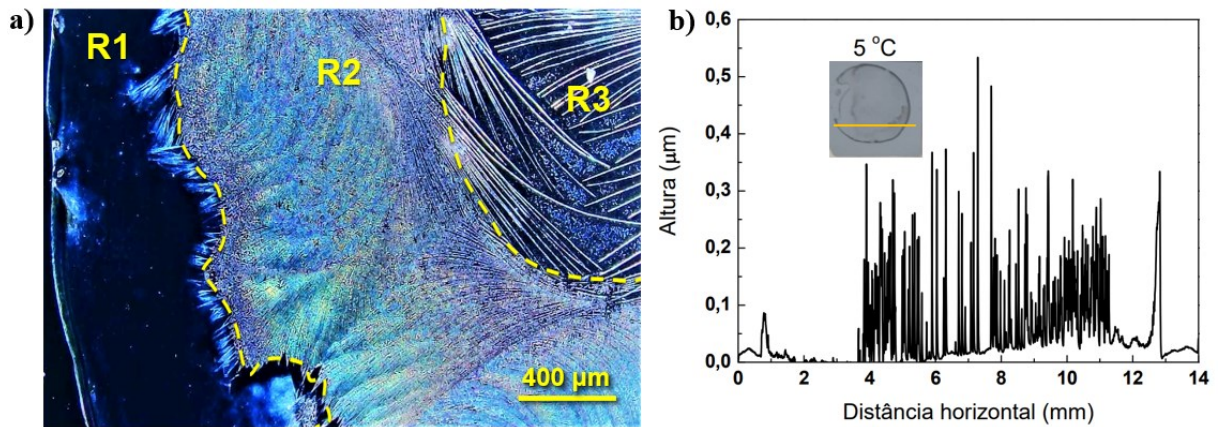 a)
R1
R2
R3
400 µm
b)
5 °C
Altura (µm)
0,6
0,5
0,4
0,3
0,2
0,1
0,0
0 2 4 6 8 10 12 14
Distância horizontal (mm)